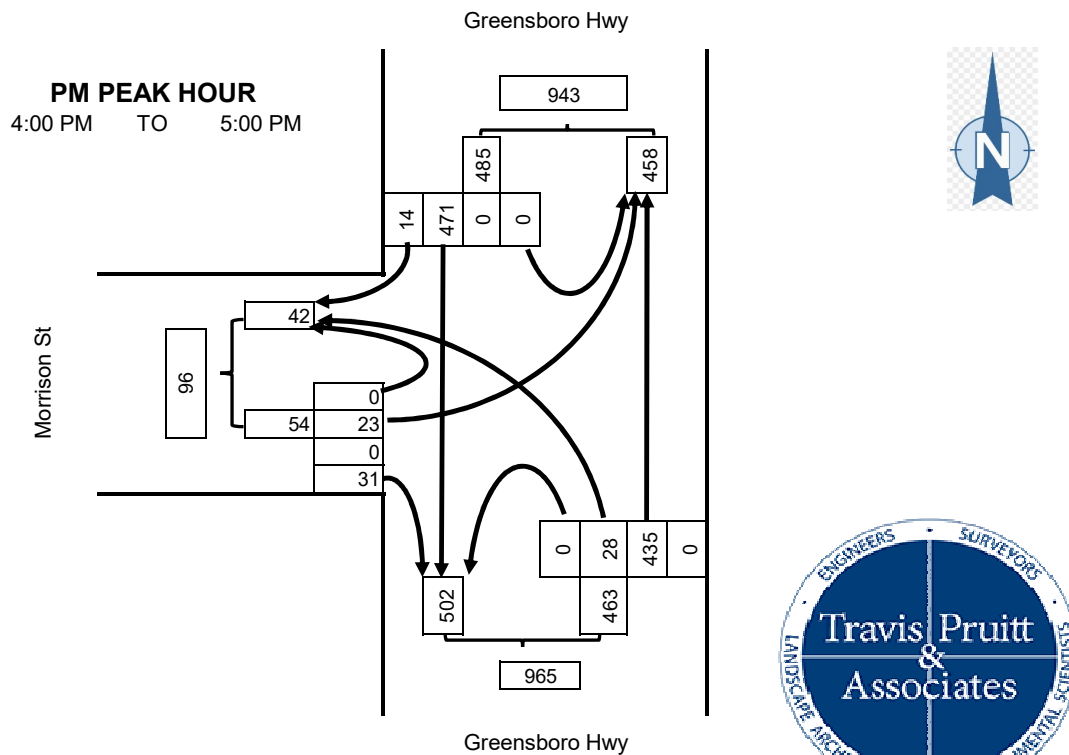 Greensboro Hwy
PM PEAK HOUR
4:00 PM TO 5:00 PM
943
485
458
14 471 0 0
N
42
96
Morrison St
0
54 23
0
31
0 28 435 0
502
463
965
ENGINEERS · SURVEYORS
Travis Pruitt
&
Associates
Greensboro Hwy